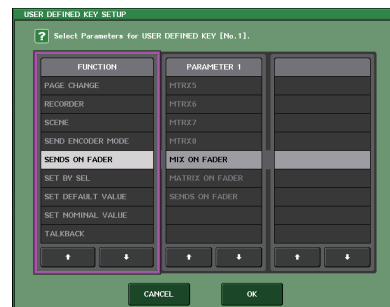 USER DEFINED KEY SETUP
? Select Parameters for USER DEFINED KEY [No.1].
FUNCTION
PAGE CHANGE
RECORDER
SCENE
SEND ENCODER MODE
SENDS ON FADER
SET BY SEL
SET DEFAULT VALUE
SET NOMINAL VALUE
TALKBACK
PARAMETER 1
MTRX5
MTRX6
MTRX7
MTRX8
MIX ON FADER
MATRIX ON FADER
SENDS ON FADER
CANCEL
OK